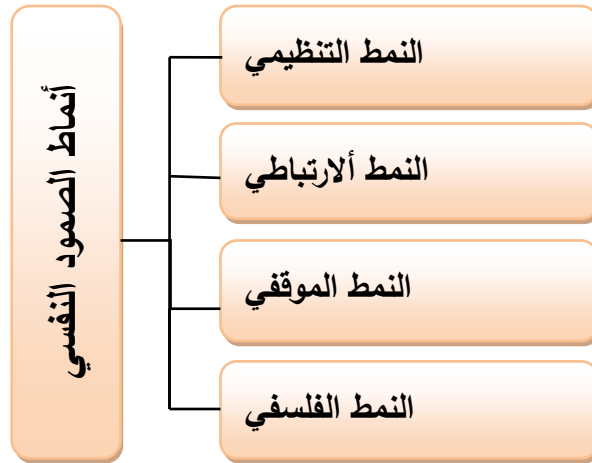 أنماط الصمود النفسي
النمط التنظيمي
النمط ألارتباطي
النمط الموقفي
النمط الفلسفي